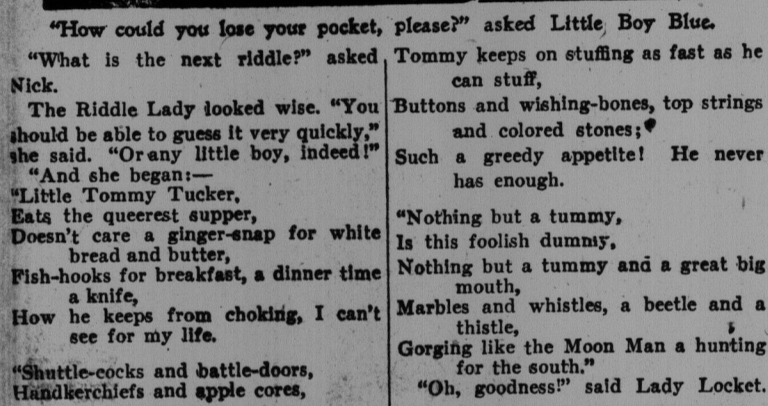 "How could you lose your pocket, please?" asked Little Boy Blue.
"What is the next riddle?" asked
Nick.
The Riddle Lady looked wise. "You
should be able to guess it very quickly,"
she said. "Or any little boy, indeed!"
"And she began:—
"Little Tommy Tucker,
Eats the queerest supper,
Doesn't care a ginger-snap for white
bread and butter,
Fish-hooks for breakfast, a dinner time
a knife,
How he keeps from choking, I can't
see for my life.
"Shuttle-cocks and battle-doors,
Handkerchiefs and apple cores,
Tommy keeps on stuffing as fast as he
can stuff,
Buttons and wishing-bones, top strings
and colored stones;
Such a greedy appetite! He never
has enough.
"Nothing but a tummy,
Is this foolish dummy,
Nothing but a tummy and a great big
mouth,
Marbles and whistles, a beetle and a
thistle,
Gorging like the Moon Man a hunting
for the south."
"Oh, goodness!" said Lady Locket.